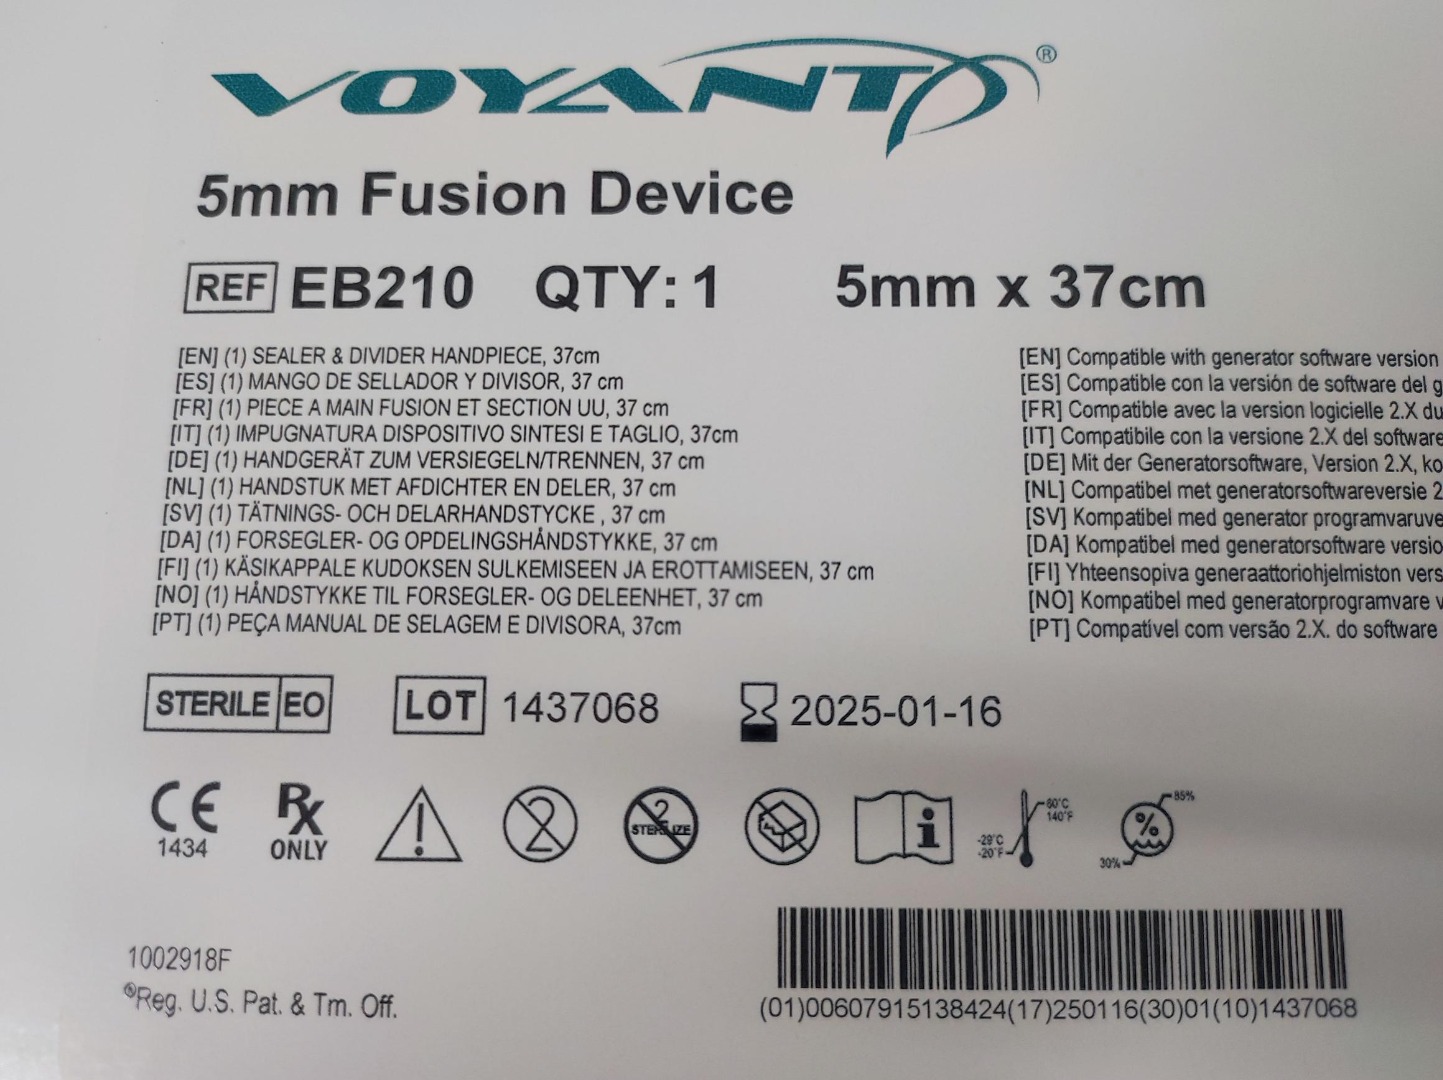 VOYANT®
5mm Fusion Device
REF EB210 QTY: 1 5mm x 37cm
[EN] (1) SEALER & DIVIDER HANDPIECE, 37cm
[ES] (1) MANGO DE SELLADOR Y DIVISOR, 37 cm
[FR] (1) PIECE A MAIN FUSION ET SECTION UU, 37 cm
[IT] (1) IMPUGNATURA DISPOSITIVO SINTESI E TAGLIO, 37cm
[DE] (1) HANDGERÄT ZUM VERSIEGELN/TRENNEN, 37 cm
[NL] (1) HANDSTUK MET AFDICHTER EN DELER, 37 cm
[SV] (1) TÄTNINGS- OCH DELARHANDSTYCKE , 37 cm
[DA] (1) FORSEGLER- OG OPDELINGSHÅNDSTYKKE, 37 cm
[FI] (1) KÄSIKAPPALE KUDOKSEN SULKEMISEEN JA EROTTAMISEEN, 37 cm
[NO] (1) HÅNDSTYKKE TIL FORSEGLER- OG DELEENHET, 37 cm
[PT] (1) PEÇA MANUAL DE SELAGEM E DIVISORA, 37cm
[EN] Compatible with generator software version
[ES] Compatible con la versión de software del g
[FR] Compatible avec la version logicielle 2.X du
[IT] Compatibile con la versione 2.X del software
[DE] Mit der Generatorsoftware, Version 2.X, ko
[NL] Compatibel met generatorsoftwareversie 2
[SV] Kompatibel med generator programvaruve
[DA] Kompatibel med generatorsoftware versio
[FI] Yhteensopiva generaattoriohjelmiston vers
[NO] Kompatibel med generatorprogramvare v
[PT] Compatível com versão 2.X. do software
STERILE EO LOT 1437068 2025-01-16
CE
1434
Rx
ONLY
2
2
STERILIZE
i
60°C
140°F
-29°C
-20°F
%
85%
30%
1002918F
®Reg. U.S. Pat. & Tm. Off.
(01)00607915138424(17)250116(30)01(10)1437068